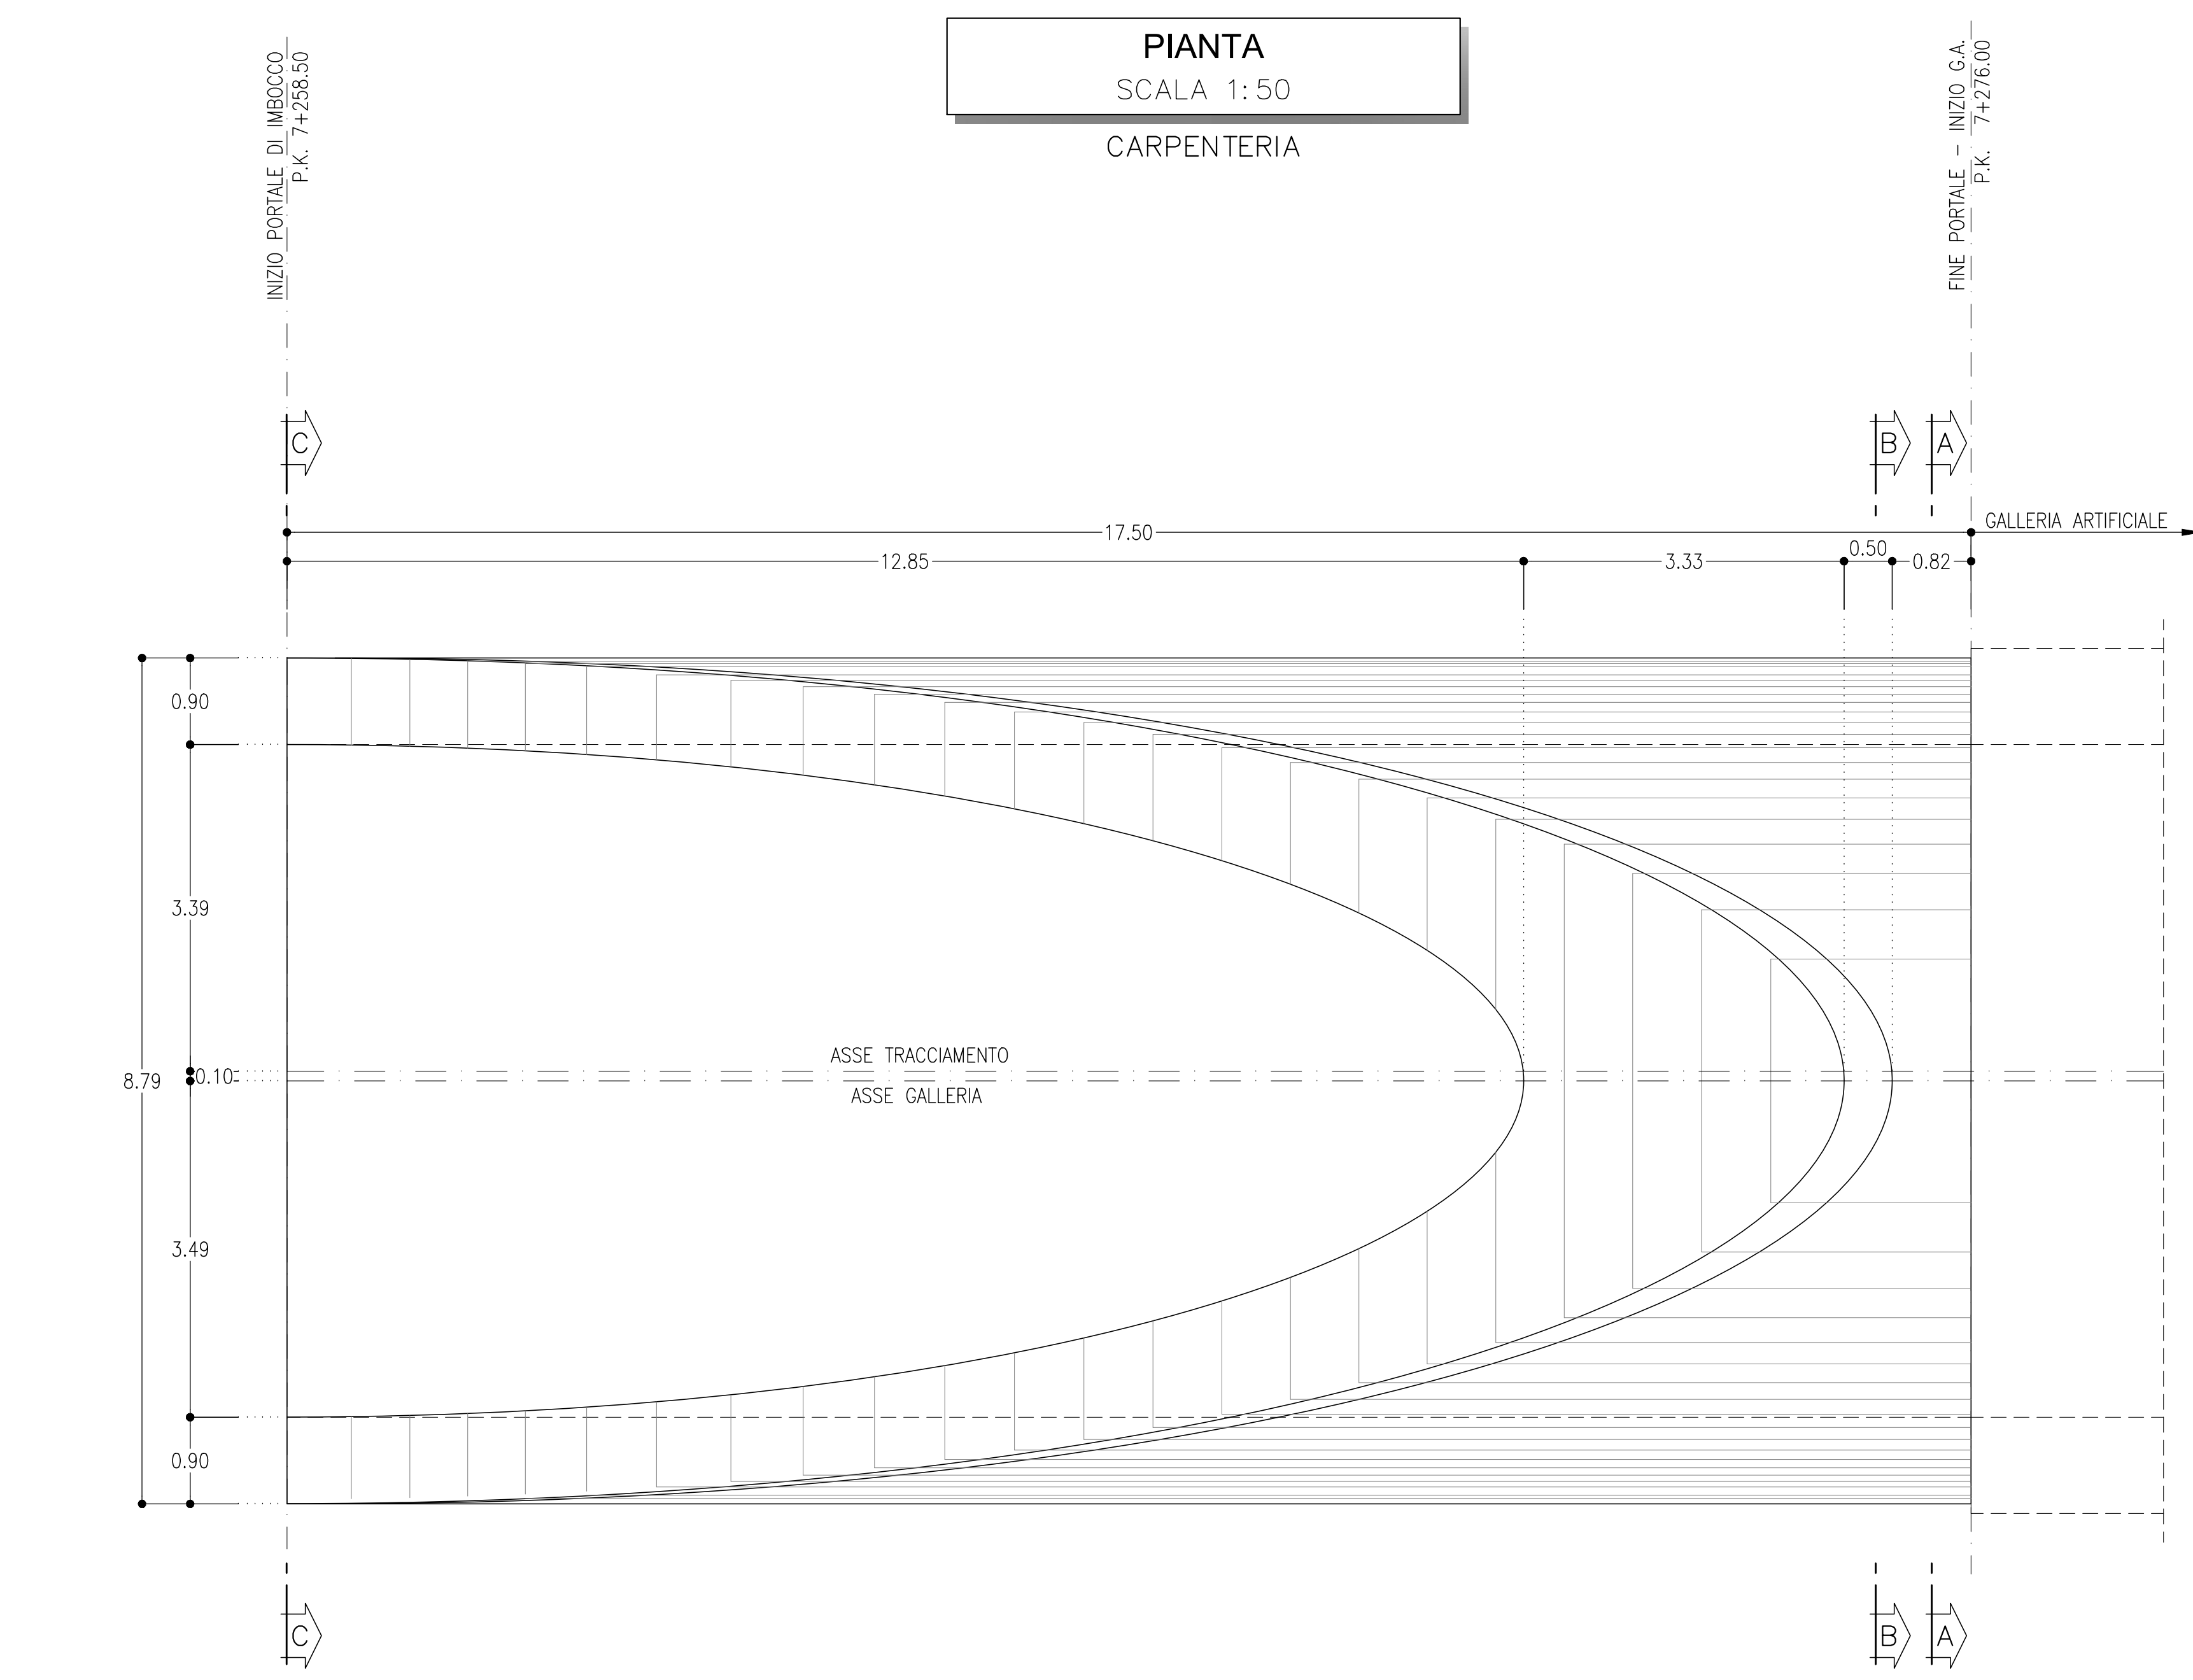 PIANTA
SCALA 1:50
CARPENTERIA
INIZIO PORTALE DI IMBOCCO
P.K. 7+258.50
FINE PORTALE - INIZIO G.A.
P.K. 7+276.00
C
B
A
17.50
GALLERIA ARTIFICIALE
12.85
3.33
0.50
0.82
0.90
3.39
8.79
0.10
3.49
0.90
ASSE TRACCIAMENTO
ASSE GALLERIA
C
B
A